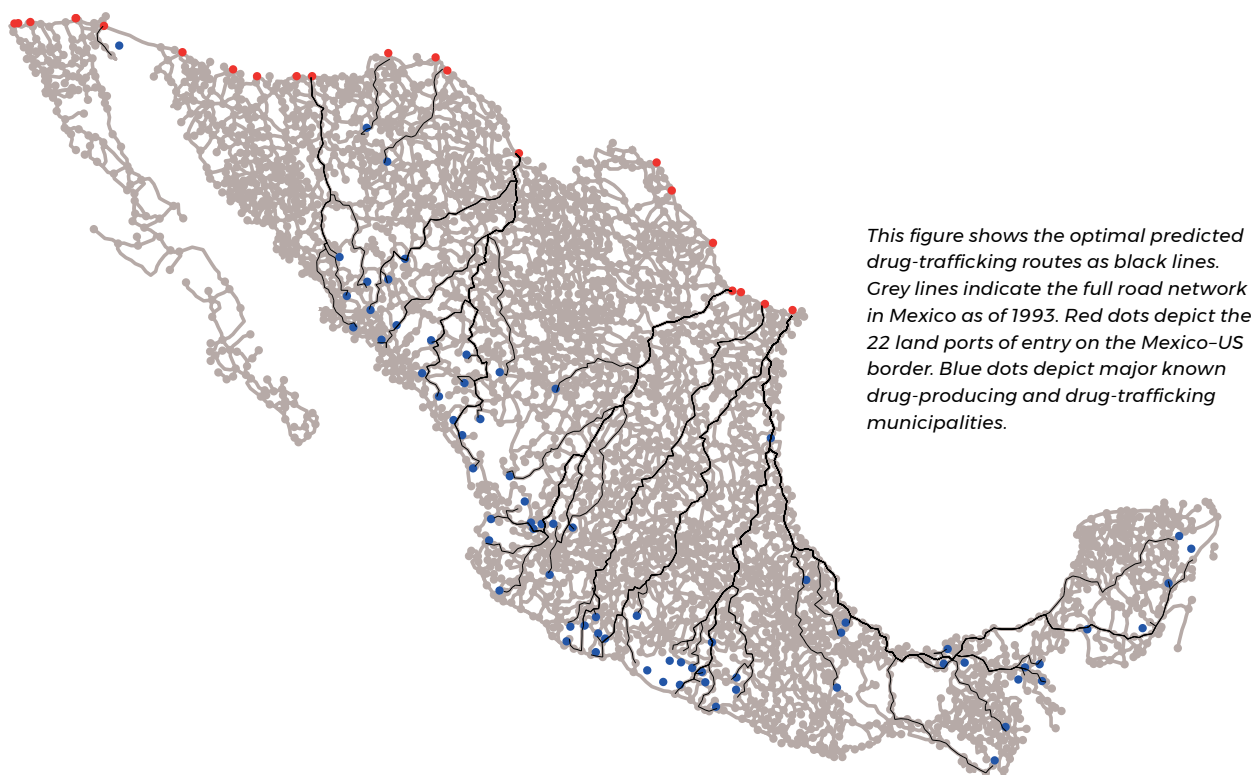 This figure shows the optimal predicted
drug-trafficking routes as black lines.
Grey lines indicate the full road network
in Mexico as of 1993. Red dots depict the
22 land ports of entry on the Mexico–US
border. Blue dots depict major known
drug-producing and drug-trafficking
municipalities.